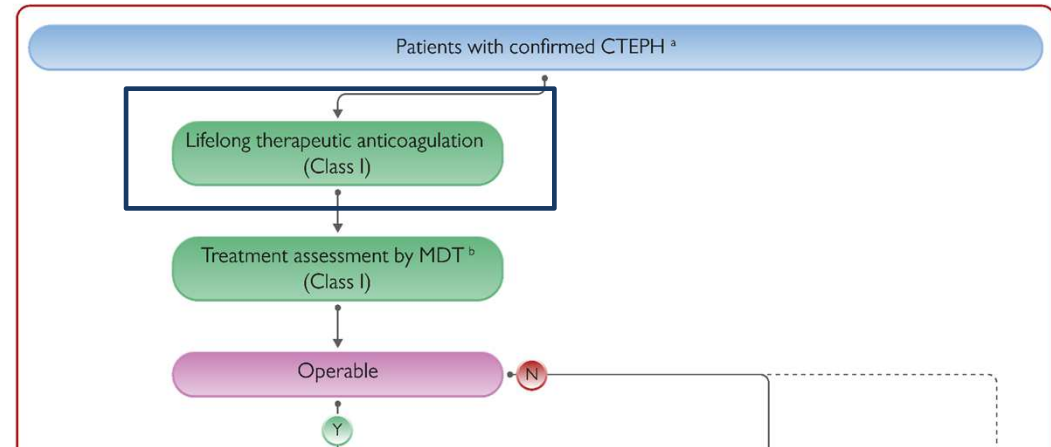 Patients with confirmed CTEPH a
Lifelong therapeutic anticoagulation
(Class I)
Treatment assessment by MDT b
(Class I)
Operable
N
Y